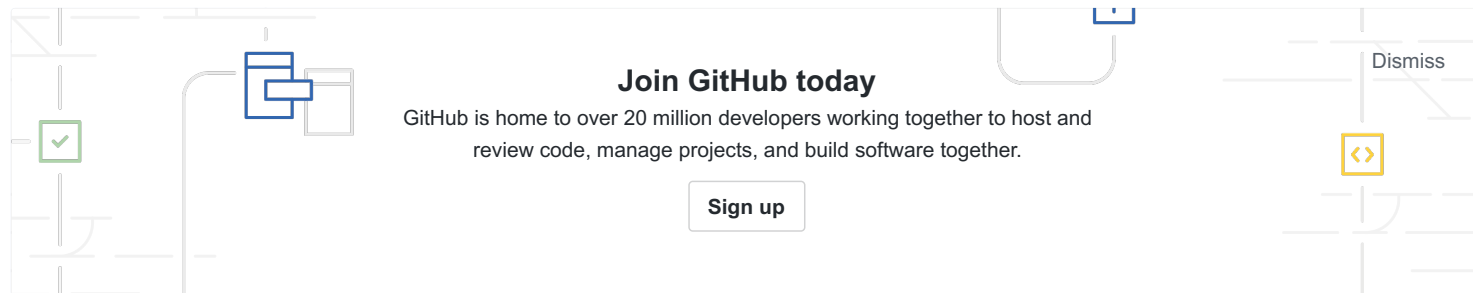 Dismiss
Join GitHub today
GitHub is home to over 20 million developers working together to host and
review code, manage projects, and build software together.
Sign up